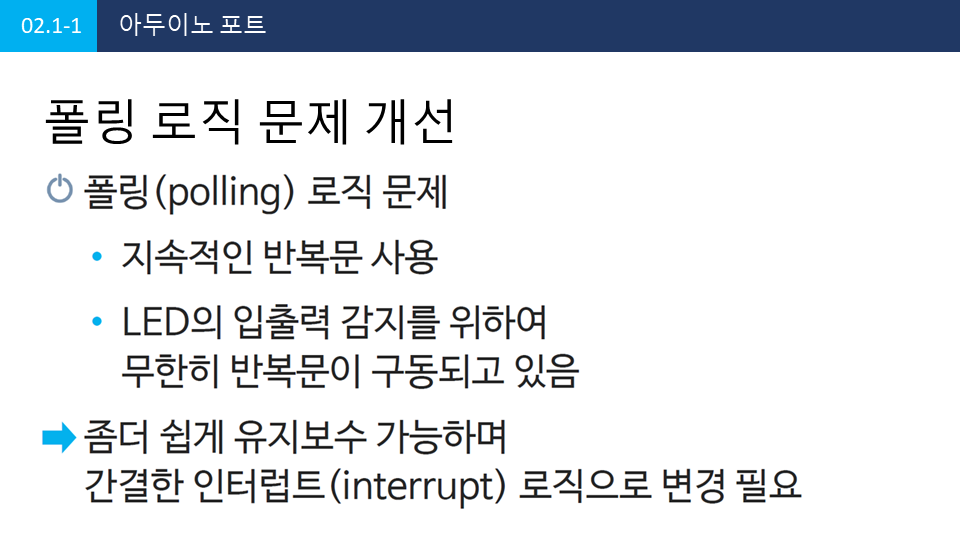 02.1-1 아두이노 포트
폴링 로직 문제 개선
폴링(polling) 로직 문제
• 지속적인 반복문 사용
• LED의 입출력 감지를 위하여
무한히 반복문이 구동되고 있음
좀더 쉽게 유지보수 가능하며
간결한 인터럽트(interrupt) 로직으로 변경 필요